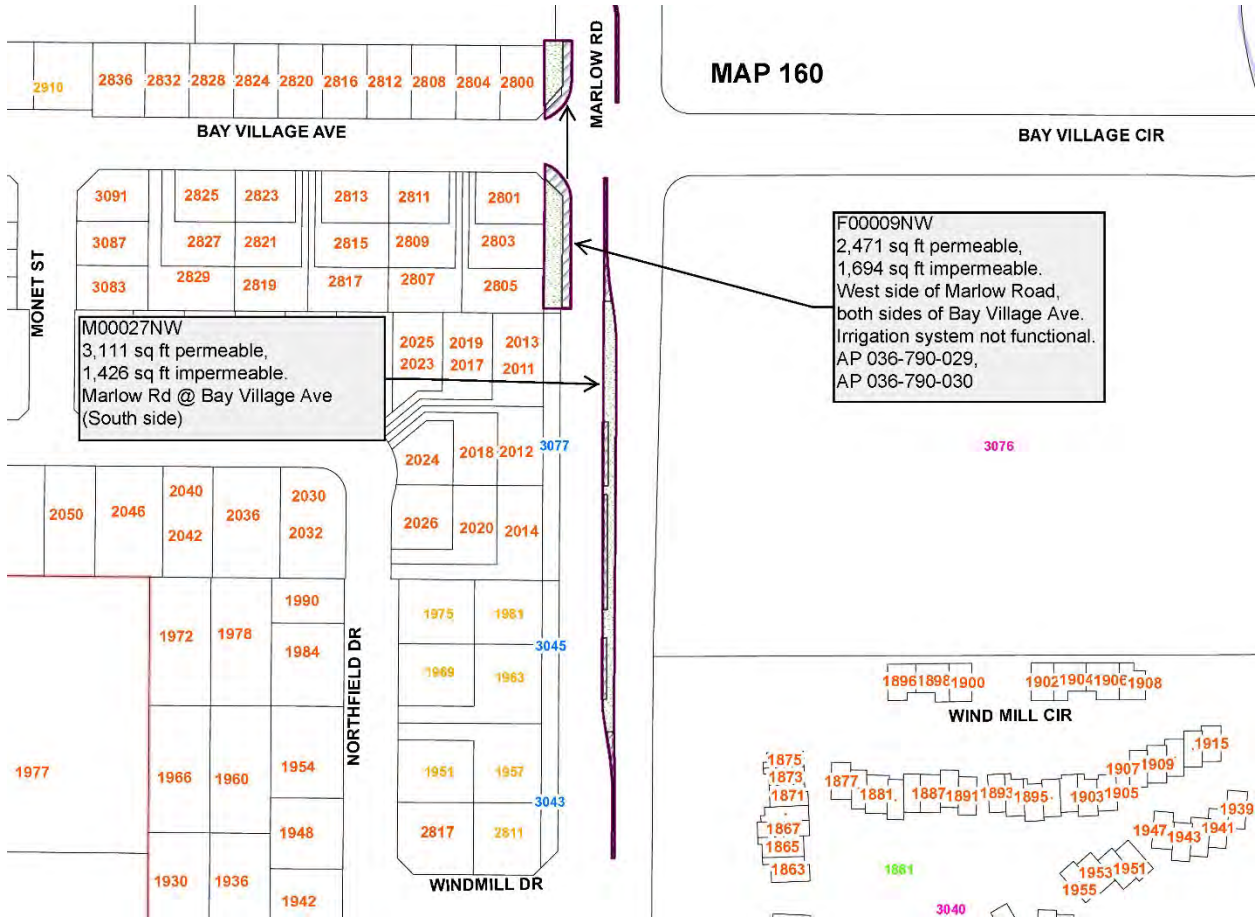 MARLOW RD
MAP 160
2910 2836 2832 2828 2824 2820 2816 2812 2808 2804 2800
BAY VILLAGE AVE
BAY VILLAGE CIR
3091 2825 2823 2813 2811 2801
3087 2827 2821 2815 2809 2803
3083 2829 2819 2817 2807 2805
MONET ST
F00009NW
2,471 sq ft permeable,
1,694 sq ft impermeable.
West side of Marlow Road,
both sides of Bay Village Ave.
Irrigation system not functional.
AP 036-790-029,
AP 036-790-030
M00027NW
3,111 sq ft permeable,
1,426 sq ft impermeable.
Marlow Rd @ Bay Village Ave
(South side)
2025 2019 2013
2023 2017 2011
3077
3076
2024 2018 2012
2026 2020 2014
2050 2046 2040 2036 2030
2042 2032
1990
1972 1978 1984
NORTHFIELD DR
1975 1981
3045
1969 1963
1896 1898 1900 1902 1904 1906 1908
WIND MILL CIR
1977 1966 1960 1954
1951 1957
3043
2817 2811
1948
1930 1936 1942
WINDMILL DR
1875
1873
1871
1867
1865
1863
1877 1881 1887 1891 1893 1895 1903 1905 1907 1909 1915
1939
1947 1943 1941
1955 1953 1951
1881
3040